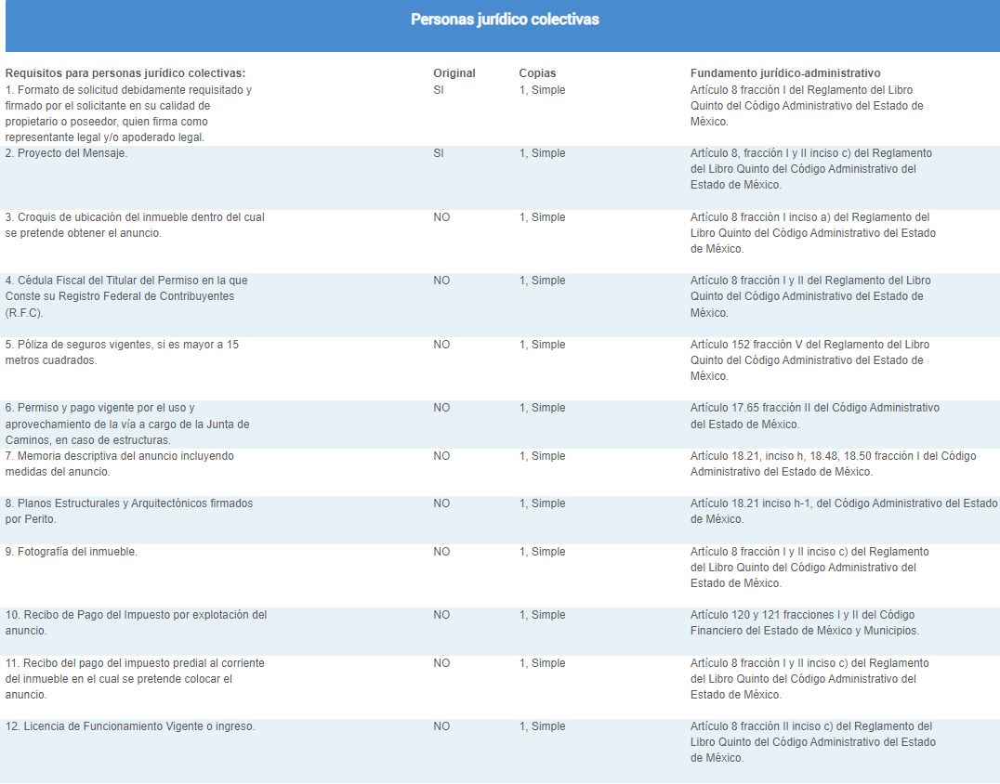 Personas jurídico colectivas
Requisitos para personas jurídico colectivas: Original Copias Fundamento jurídico-administrativo
1. Formato de solicitud debidamente requisitado y SI 1, Simple Artículo 8 fracción I del Reglamento del Libro
firmado por el solicitante en su calidad de Quinto del Código Administrativo del Estado de
propietario o poseedor, quien firma como México.
representante legal y/o apoderado legal.
2. Proyecto del Mensaje. SI 1, Simple Artículo 8, fracción I y II inciso c) del Reglamento
del Libro Quinto del Código Administrativo del
Estado de México.
3. Croquis de ubicación del inmueble dentro del cual NO 1, Simple Artículo 8 fracción I inciso a) del Reglamento del
se pretende obtener el anuncio. Libro Quinto del Código Administrativo del Estado
de México.
4. Cédula Fiscal del Titular del Permiso en la que NO 1, Simple Artículo 8 fracción I y II del Reglamento del Libro
Conste su Registro Federal de Contribuyentes Quinto del Código Administrativo del Estado de
(R.F.C). México.
5. Póliza de seguros vigentes, si es mayor a 15 NO 1, Simple Artículo 152 fracción V del Reglamento del Libro
metros cuadrados. Quinto del Código Administrativo del Estado de
México.
6. Permiso y pago vigente por el uso y NO 1, Simple Artículo 17.65 fracción II del Código Administrativo
aprovechamiento de la vía a cargo de la Junta de del Estado de México.
Caminos, en caso de estructuras.
7. Memoria descriptiva del anuncio incluyendo NO 1, Simple Artículo 18.21, inciso h, 18.48, 18.50 fracción I del Código
medidas del anuncio. Administrativo del Estado de México.
8. Planos Estructurales y Arquitectónicos firmados NO 1, Simple Artículo 18.21 inciso h-1, del Código Administrativo del Estado
por Perito. de México.
9. Fotografía del inmueble. NO 1, Simple Artículo 8 fracción I y II inciso c) del Reglamento
del Libro Quinto del Código Administrativo del
Estado de México.
10. Recibo de Pago del Impuesto por explotación del NO 1, Simple Artículo 120 y 121 fracciones I y II del Código
anuncio. Financiero del Estado de México y Municipios.
11. Recibo del pago del impuesto predial al corriente NO 1, Simple Artículo 8 fracción I y II inciso c) del Reglamento
del inmueble en el cual se pretende colocar el del Libro Quinto del Código Administrativo del
anuncio. Estado de México.
12. Licencia de Funcionamiento Vigente o ingreso. NO 1, Simple Artículo 8 fracción II inciso c) del Reglamento del
Libro Quinto del Código Administrativo del Estado
de México.